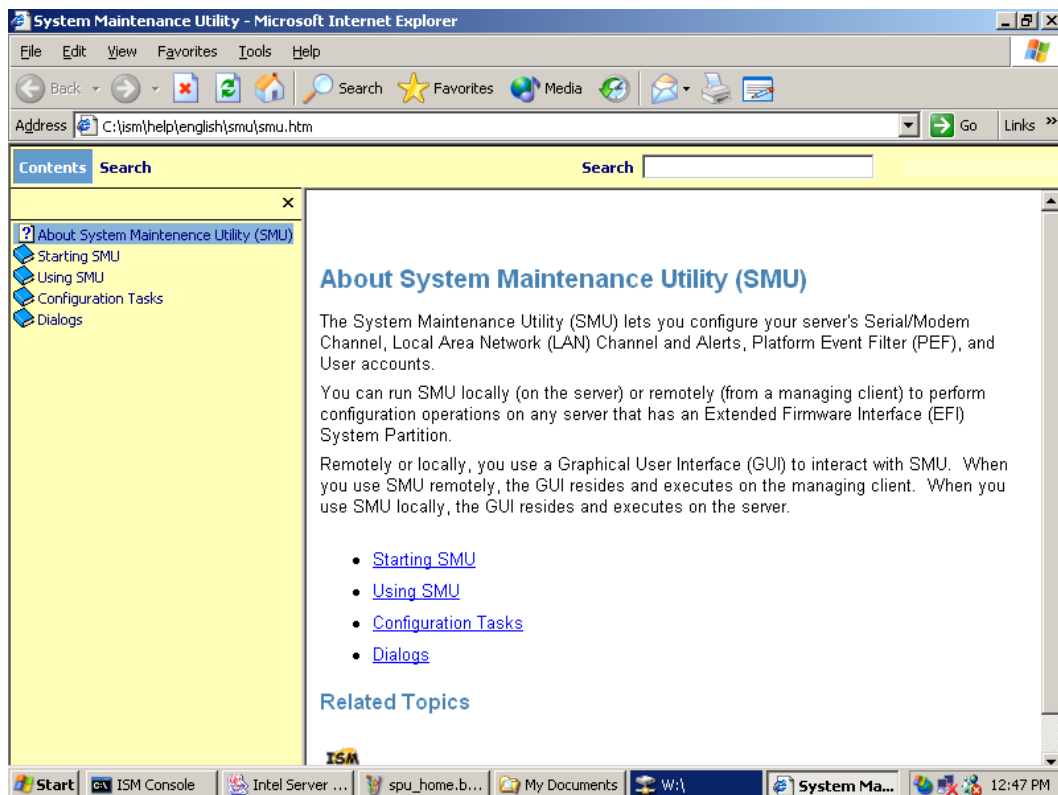 System Maintenance Utility - Microsoft Internet Explorer
File Edit View Favorites Tools Help
Back Search Favorites Media
Address C:\ism\help\english\smu\smu.htm Go Links »
Contents Search Search
About System Maintenence Utility (SMU)
Starting SMU
Using SMU
Configuration Tasks
Dialogs
About System Maintenance Utility (SMU)
The System Maintenance Utility (SMU) lets you configure your server's Serial/Modem
Channel, Local Area Network (LAN) Channel and Alerts, Platform Event Filter (PEF), and
User accounts.
You can run SMU locally (on the server) or remotely (from a managing client) to perform
configuration operations on any server that has an Extended Firmware Interface (EFI)
System Partition.
Remotely or locally, you use a Graphical User Interface (GUI) to interact with SMU. When
you use SMU remotely, the GUI resides and executes on the managing client. When you
use SMU locally, the GUI resides and executes on the server.
• Starting SMU
• Using SMU
• Configuration Tasks
• Dialogs
Related Topics
ISM
Start ISM Console Intel Server ... spu_home.b... My Documents W:\ System Ma... 12:47 PM